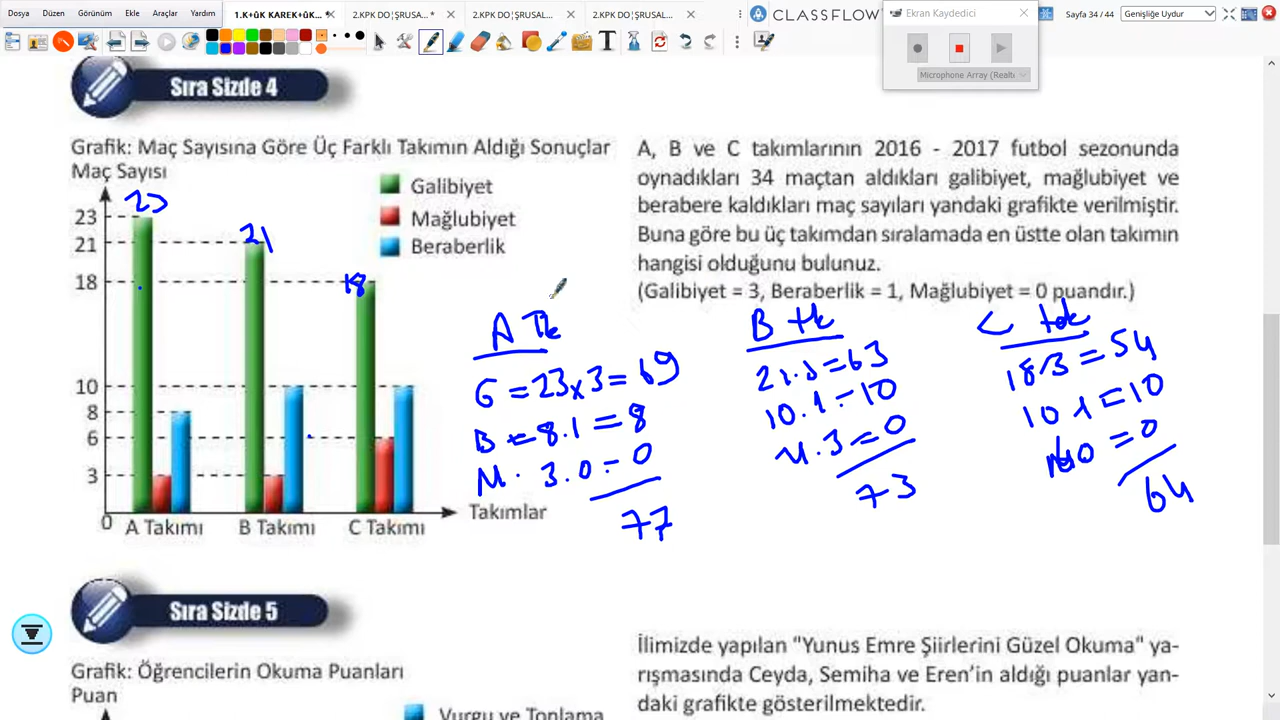 Dosya Düzen Görünüm Ekle Araçlar Yardım
1.K+ûK KAREK+ûK...* 2.KPK DO¦ŞRUSA... * 2.KPK DO¦ŞRUSAL... 2.KPK DO¦ŞRUSAL...
CLASSFLOW
Sayfa 34 / 44 Genişliğe Uydur
Ekran Kaydedici
Microphone Array (Realt
Sıra Sizde 4
Grafik: Maç Sayısına Göre Üç Farklı Takımın Aldığı Sonuçlar
Maç Sayısı
Galibiyet
Mağlubiyet
Beraberlik
23
21
18
10
8
6
3
0
23
21
18
A Takımı B Takımı C Takımı Takımlar
A, B ve C takımlarının 2016 - 2017 futbol sezonunda
oynadıkları 34 maçtan aldıkları galibiyet, mağlubiyet ve
berabere kaldıkları maç sayıları yandaki grafikte verilmiştir.
Buna göre bu üç takımdan sıralamada en üstte olan takımın
hangisi olduğunu bulunuz.
(Galibiyet = 3, Beraberlik = 1, Mağlubiyet = 0 puandır.)
A Tk
G = 23x3 = 69
B = 8.1 = 8
M. 3.0 = 0
77
B tk
21.3 = 63
10.1 = 10
M.3 = 0
73
C
18.3 = 54
10 1 = 10
0 = 0
64
Sıra Sizde 5
Grafik: Öğrencilerin Okuma Puanları
Puan
Vurgu ve Tonlama
İlimizde yapılan "Yunus Emre Şiirlerini Güzel Okuma" ya-
rışmasında Ceyda, Semiha ve Eren'in aldığı puanlar yan-
daki grafikte gösterilmektedir.